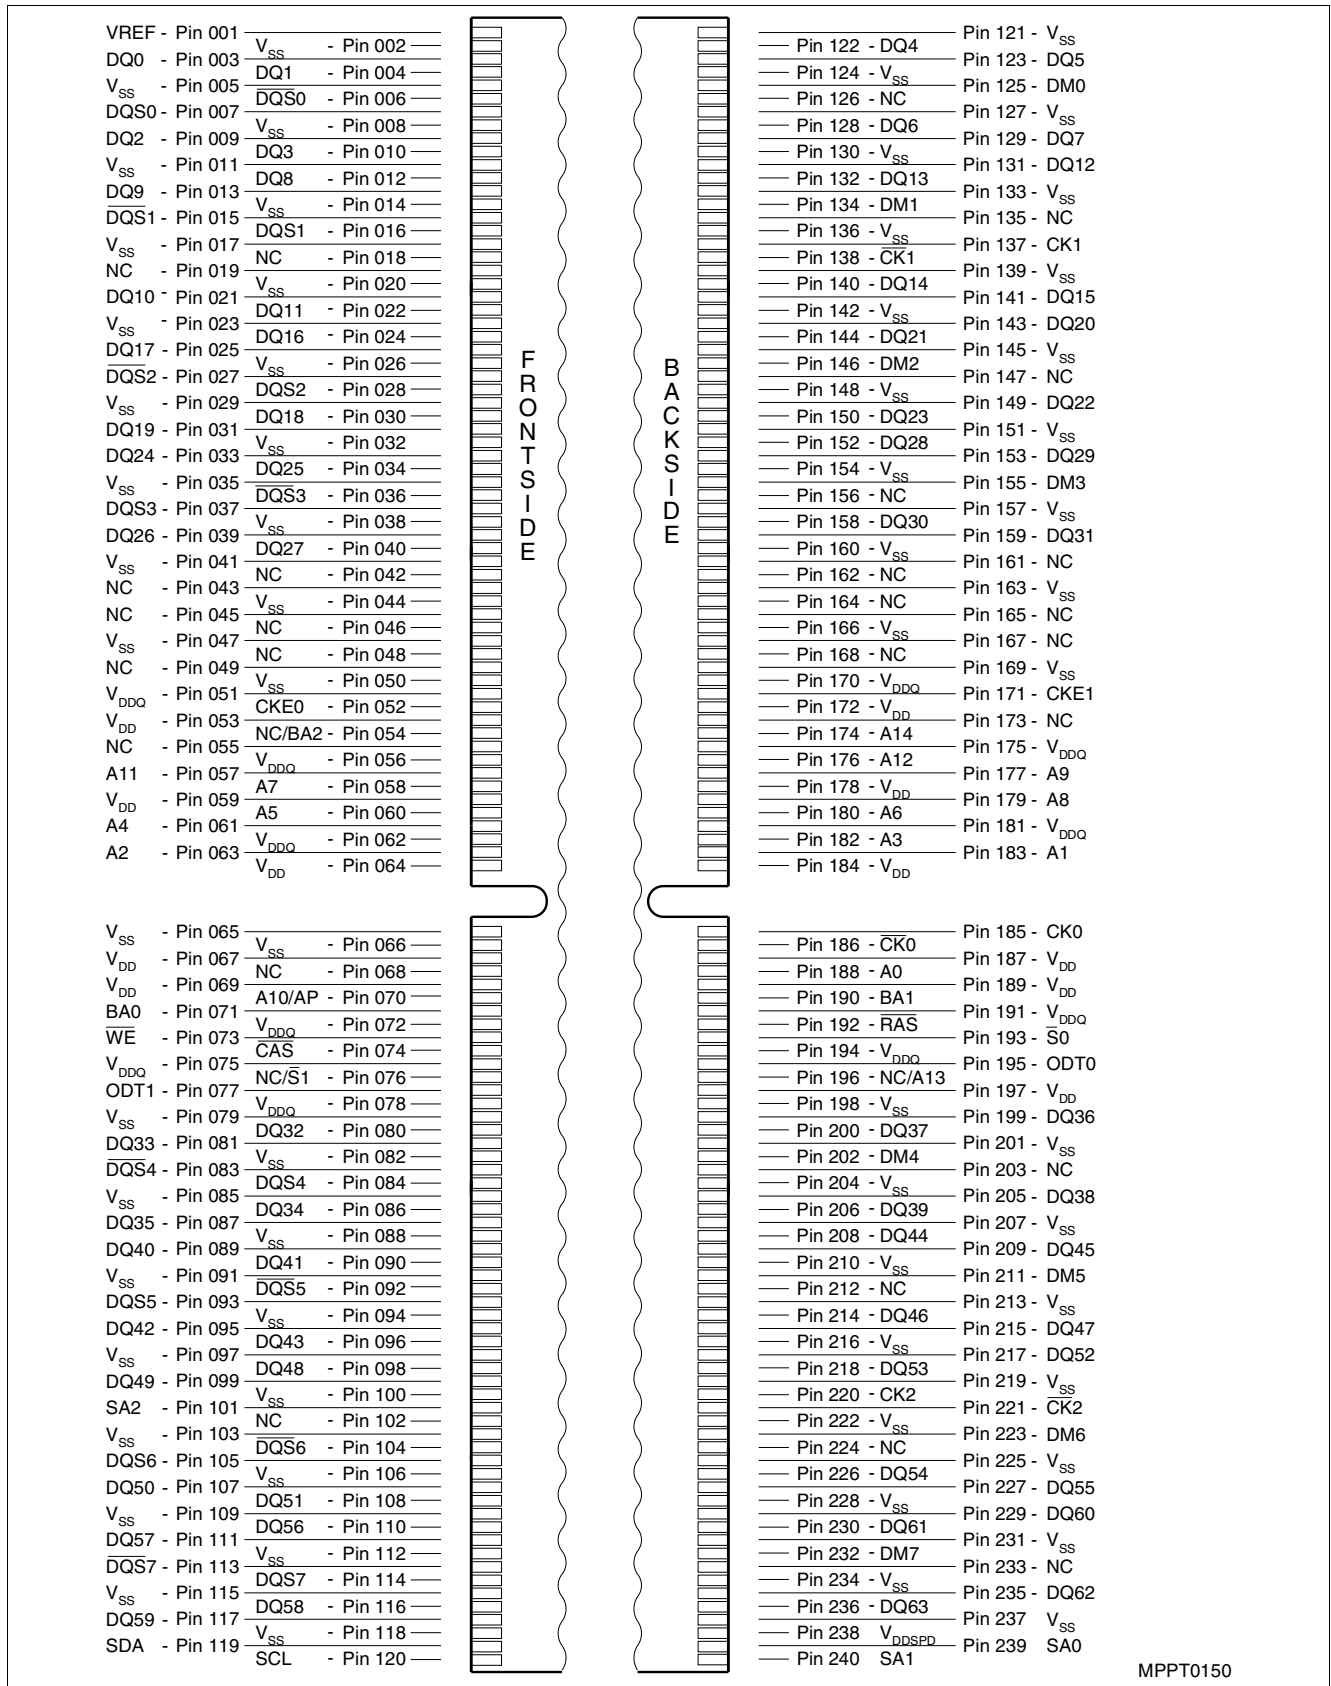 VREF - Pin 001
V_SS - Pin 002
DQ0 - Pin 003
DQ1 - Pin 004
V_SS - Pin 005
D̅Q̅S̅0 - Pin 006
DQS0 - Pin 007
V_SS - Pin 008
DQ2 - Pin 009
DQ3 - Pin 010
V_SS - Pin 011
DQ8 - Pin 012
DQ9 - Pin 013
V_SS - Pin 014
D̅Q̅S̅1 - Pin 015
DQS1 - Pin 016
V_SS - Pin 017
NC - Pin 018
NC - Pin 019
V_SS - Pin 020
DQ10 - Pin 021
DQ11 - Pin 022
V_SS - Pin 023
DQ16 - Pin 024
DQ17 - Pin 025
V_SS - Pin 026
D̅Q̅S̅2 - Pin 027
DQS2 - Pin 028
V_SS - Pin 029
DQ18 - Pin 030
DQ19 - Pin 031
V_SS - Pin 032
DQ24 - Pin 033
DQ25 - Pin 034
V_SS - Pin 035
D̅Q̅S̅3 - Pin 036
DQS3 - Pin 037
V_SS - Pin 038
DQ26 - Pin 039
DQ27 - Pin 040
V_SS - Pin 041
NC - Pin 042
NC - Pin 043
V_SS - Pin 044
NC - Pin 045
NC - Pin 046
V_SS - Pin 047
NC - Pin 048
NC - Pin 049
V_SS - Pin 050
V_DDQ - Pin 051
CKE0 - Pin 052
V_DD - Pin 053
NC/BA2 - Pin 054
NC - Pin 055
V_DDQ - Pin 056
A11 - Pin 057
A7 - Pin 058
V_DD - Pin 059
A5 - Pin 060
A4 - Pin 061
V_DDQ - Pin 062
A2 - Pin 063
V_DD - Pin 064
V_SS - Pin 065
V_SS - Pin 066
V_DD - Pin 067
NC - Pin 068
V_DD - Pin 069
A10/AP - Pin 070
BA0 - Pin 071
V_DDQ - Pin 072
W̅E̅ - Pin 073
C̅A̅S̅ - Pin 074
V_DDQ - Pin 075
NC/S̅1 - Pin 076
ODT1 - Pin 077
V_DDQ - Pin 078
V_SS - Pin 079
DQ32 - Pin 080
DQ33 - Pin 081
V_SS - Pin 082
D̅Q̅S̅4 - Pin 083
DQS4 - Pin 084
V_SS - Pin 085
DQ34 - Pin 086
DQ35 - Pin 087
V_SS - Pin 088
DQ40 - Pin 089
DQ41 - Pin 090
V_SS - Pin 091
D̅Q̅S̅5 - Pin 092
DQS5 - Pin 093
V_SS - Pin 094
DQ42 - Pin 095
DQ43 - Pin 096
V_SS - Pin 097
DQ48 - Pin 098
DQ49 - Pin 099
V_SS - Pin 100
SA2 - Pin 101
NC - Pin 102
V_SS - Pin 103
D̅Q̅S̅6 - Pin 104
DQS6 - Pin 105
V_SS - Pin 106
DQ50 - Pin 107
DQ51 - Pin 108
V_SS - Pin 109
DQ56 - Pin 110
DQ57 - Pin 111
V_SS - Pin 112
D̅Q̅S̅7 - Pin 113
DQS7 - Pin 114
V_SS - Pin 115
DQ58 - Pin 116
DQ59 - Pin 117
V_SS - Pin 118
SDA - Pin 119
SCL - Pin 120
FRONTSIDE
BACKSIDE
Pin 121 - V_SS
Pin 122 - DQ4
Pin 123 - DQ5
Pin 124 - V_SS
Pin 125 - DM0
Pin 126 - NC
Pin 127 - V_SS
Pin 128 - DQ6
Pin 129 - DQ7
Pin 130 - V_SS
Pin 131 - DQ12
Pin 132 - DQ13
Pin 133 - V_SS
Pin 134 - DM1
Pin 135 - NC
Pin 136 - V_SS
Pin 137 - CK1
Pin 138 - C̅K̅1
Pin 139 - V_SS
Pin 140 - DQ14
Pin 141 - DQ15
Pin 142 - V_SS
Pin 143 - DQ20
Pin 144 - DQ21
Pin 145 - V_SS
Pin 146 - DM2
Pin 147 - NC
Pin 148 - V_SS
Pin 149 - DQ22
Pin 150 - DQ23
Pin 151 - V_SS
Pin 152 - DQ28
Pin 153 - DQ29
Pin 154 - V_SS
Pin 155 - DM3
Pin 156 - NC
Pin 157 - V_SS
Pin 158 - DQ30
Pin 159 - DQ31
Pin 160 - V_SS
Pin 161 - NC
Pin 162 - NC
Pin 163 - V_SS
Pin 164 - NC
Pin 165 - NC
Pin 166 - V_SS
Pin 167 - NC
Pin 168 - NC
Pin 169 - V_SS
Pin 170 - V_DDQ
Pin 171 - CKE1
Pin 172 - V_DD
Pin 173 - NC
Pin 174 - A14
Pin 175 - V_DDQ
Pin 176 - A12
Pin 177 - A9
Pin 178 - V_DD
Pin 179 - A8
Pin 180 - A6
Pin 181 - V_DDQ
Pin 182 - A3
Pin 183 - A1
Pin 184 - V_DD
Pin 185 - CK0
Pin 186 - C̅K̅0
Pin 187 - V_DD
Pin 188 - A0
Pin 189 - V_DD
Pin 190 - BA1
Pin 191 - V_DDQ
Pin 192 - R̅A̅S̅
Pin 193 - S̅0
Pin 194 - V_DDQ
Pin 195 - ODT0
Pin 196 - NC/A13
Pin 197 - V_DD
Pin 198 - V_SS
Pin 199 - DQ36
Pin 200 - DQ37
Pin 201 - V_SS
Pin 202 - DM4
Pin 203 - NC
Pin 204 - V_SS
Pin 205 - DQ38
Pin 206 - DQ39
Pin 207 - V_SS
Pin 208 - DQ44
Pin 209 - DQ45
Pin 210 - V_SS
Pin 211 - DM5
Pin 212 - NC
Pin 213 - V_SS
Pin 214 - DQ46
Pin 215 - DQ47
Pin 216 - V_SS
Pin 217 - DQ52
Pin 218 - DQ53
Pin 219 - V_SS
Pin 220 - CK2
Pin 221 - C̅K̅2
Pin 222 - V_SS
Pin 223 - DM6
Pin 224 - NC
Pin 225 - V_SS
Pin 226 - DQ54
Pin 227 - DQ55
Pin 228 - V_SS
Pin 229 - DQ60
Pin 230 - DQ61
Pin 231 - V_SS
Pin 232 - DM7
Pin 233 - NC
Pin 234 - V_SS
Pin 235 - DQ62
Pin 236 - DQ63
Pin 237 V_SS
Pin 238 V_DDSPD
Pin 239 SA0
Pin 240 SA1
MPPT0150